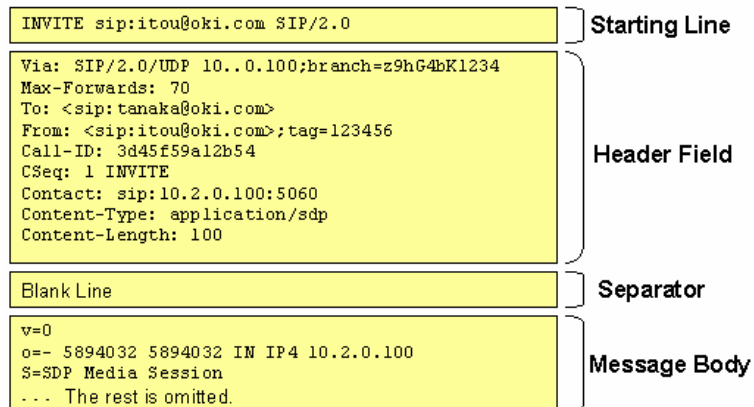 INVITE sip:itou@oki.com SIP/2.0
Starting Line
Via: SIP/2.0/UDP 10..0.100;branch=z9hG4bK1234
Max-Forwards: 70
To: <sip:tanaka@oki.com>
From: <sip:itou@oki.com>;tag=123456
Call-ID: 3d45f59a12b54
CSeq: 1 INVITE
Contact: sip:10.2.0.100:5060
Content-Type: application/sdp
Content-Length: 100
Header Field
Blank Line
Separator
v=0
o=- 5894032 5894032 IN IP4 10.2.0.100
S=SDP Media Session
--- The rest is omitted.
Message Body